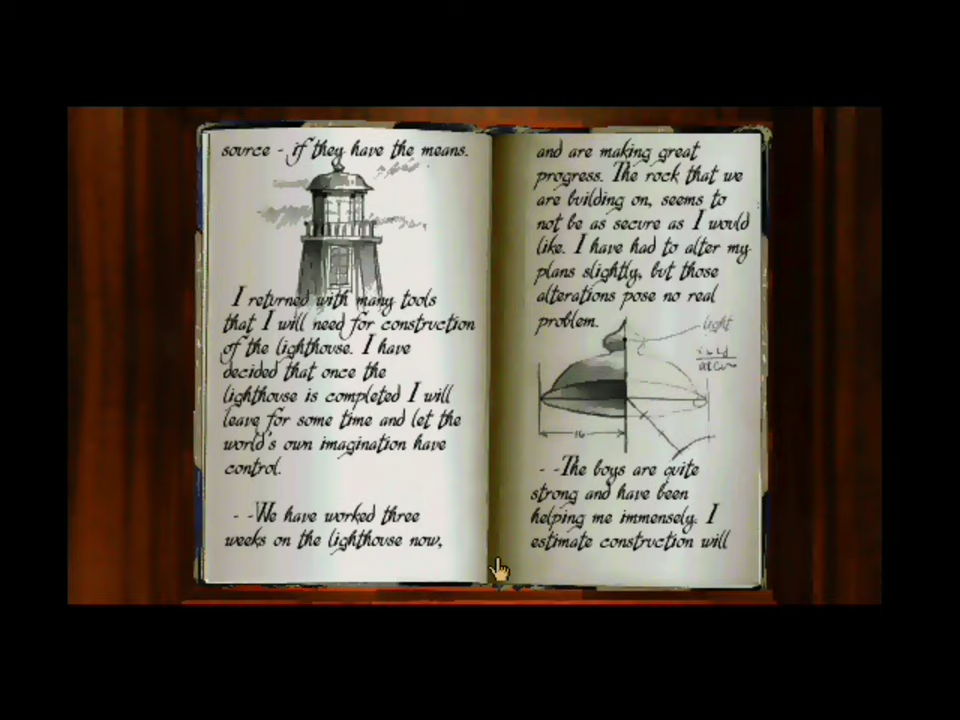 source - if they have the means.
I returned with many tools
that I will need for construction
of the lighthouse. I have
decided that once the
lighthouse is completed I will
leave for some time and let the
world's own imagination have
control.
- -We have worked three
weeks on the lighthouse now,
and are making great
progress. The rock that we
are building on, seems to
not be as secure as I would
like. I have had to alter my
plans slightly, but those
alterations pose no real
problem.
light
16
- -The boys are quite
strong and have been
helping me immensely. I
estimate construction will